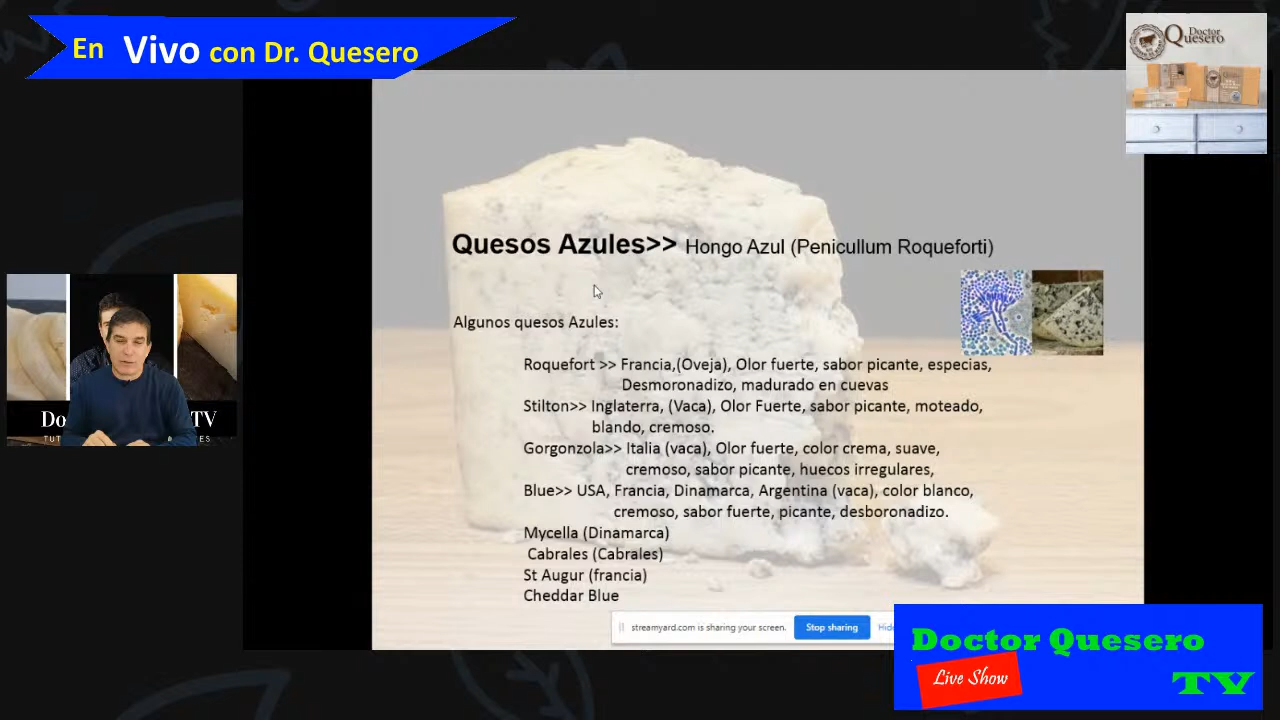 En Vivo con Dr. Quesero
Doctor
Quesero
Quesos Azules>> Hongo Azul (Penicullum Roqueforti)
Algunos quesos Azules:
Roquefort >> Francia,(Oveja), Olor fuerte, sabor picante, especias,
Desmoronadizo, madurado en cuevas
Stilton>> Inglaterra, (Vaca), Olor Fuerte, sabor picante, moteado,
blando, cremoso.
Gorgonzola>> Italia (vaca), Olor fuerte, color crema, suave,
cremoso, sabor picante, huecos irregulares,
Blue>> USA, Francia, Dinamarca, Argentina (vaca), color blanco,
cremoso, sabor fuerte, picante, desboronadizo.
Mycella (Dinamarca)
Cabrales (Cabrales)
St Augur (francia)
Cheddar Blue
Do TV
streamyard.com is sharing your screen. Stop sharing
Doctor Quesero
Live Show
TV